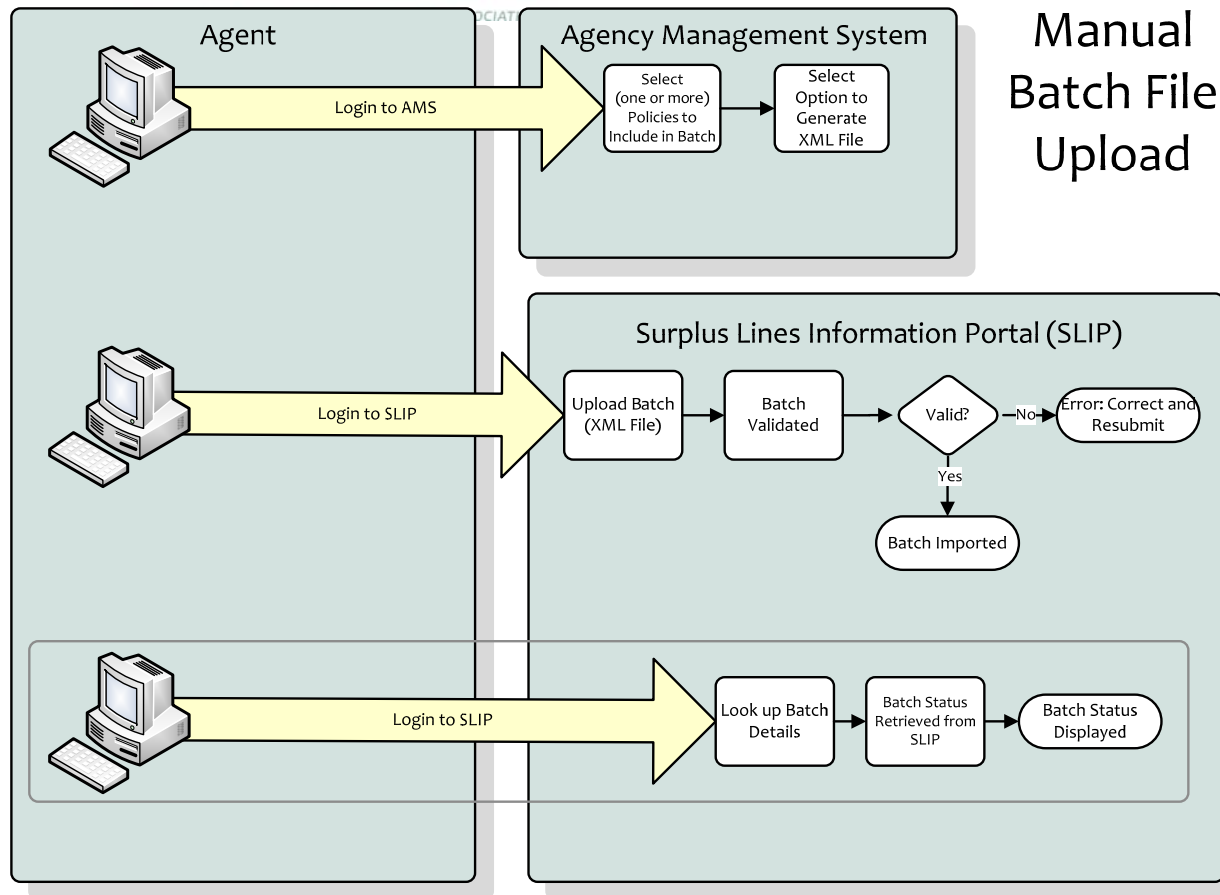 Manual
Batch File
Upload
Agent
Agency Management System
Login to AMS
Select
(one or more)
Policies to
Include in Batch
Select
Option to
Generate
XML File
Surplus Lines Information Portal (SLIP)
Login to SLIP
Upload Batch
(XML File)
Batch
Validated
Valid?
No
Error: Correct and
Resubmit
Yes
Batch Imported
Login to SLIP
Look up Batch
Details
Batch Status
Retrieved from
SLIP
Batch Status
Displayed